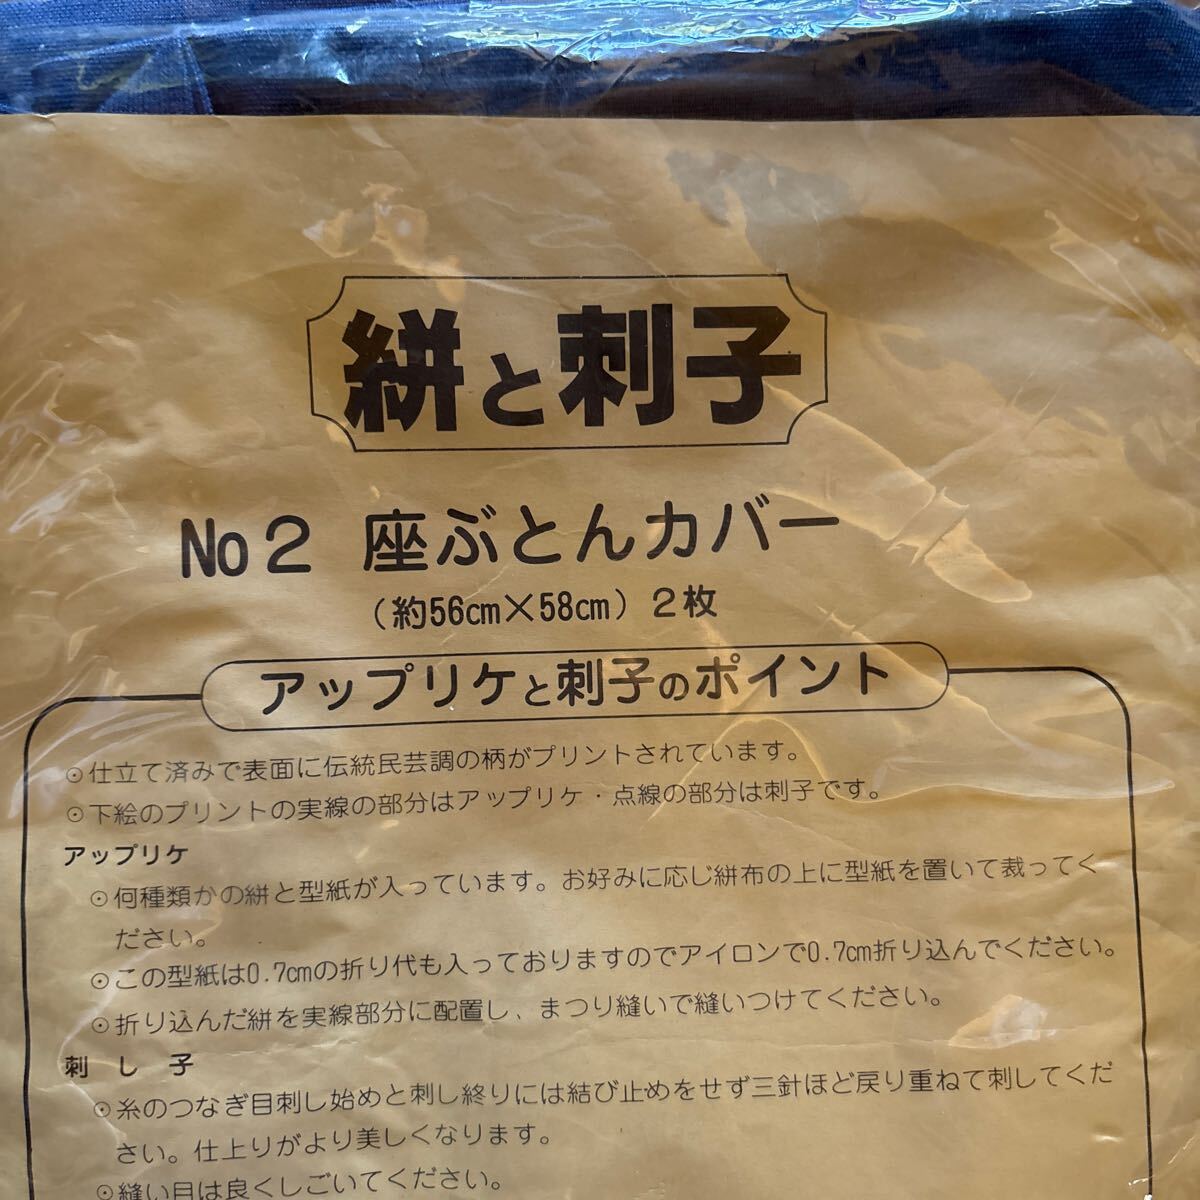 絣と刺子
No2 座ぶとんカバー
(約56cm×58cm) 2枚
アップリケと刺子のポイント
⊙仕立て済みで表面に伝統民芸調の柄がプリントされています。
⊙下絵のプリントの実線の部分はアップリケ・点線の部分は刺子です。
アップリケ
⊙何種類かの絣と型紙が入っています。お好みに応じ絣布の上に型紙を置いて裁ってく
ださい。
⊙この型紙は0.7cmの折り代も入っておりますのでアイロンで0.7cm折り込んでください。
⊙折り込んだ絣を実線部分に配置し、まつり縫いで縫いつけてください。
刺し子
⊙糸のつなぎ目刺し始めと刺し終りには結び止めをせず三針ほど戻り重ねて刺してくだ
さい。仕上りがより美しくなります。
⊙縫い目は良くしごいてください。